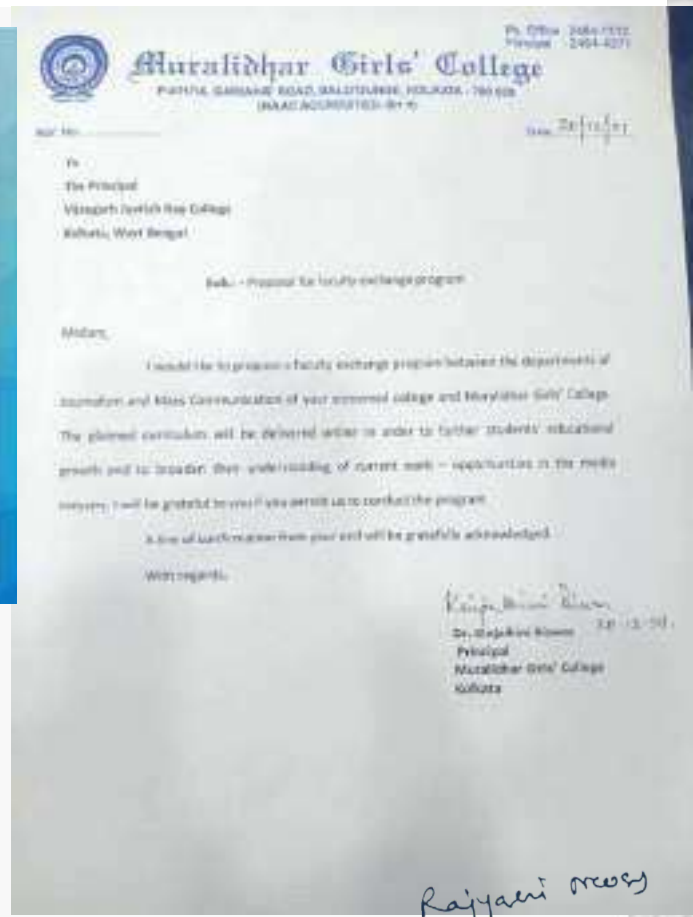 Ph. Office 2464-
Principal 2464-4271
Muralidhar Girls' College
GARIAHAT ROAD, BALLYGUNGE, KOLKATA - 700 029
(NAAC ACCREDITED-B++)
Ref. No.
Date
To
The Principal
Vijaygarh Jyotish Ray College
Kolkata, West Bengal
Sub.: - Proposal for faculty exchange program
Madam,
I would like to propose a faculty exchange program between the departments of
Journalism and Mass Communication of your esteemed college and Muralidhar Girls' College.
The planned curriculum will be delivered online in order to further students' educational
growth and to broaden their understanding of current work - opportunities in the media
industry. I will be grateful to you if you permit us to conduct the program.
A line of confirmation from your end will be gratefully acknowledged.
With regards,
Dr. Biswas
Principal
Muralidhar Girls' College
Kolkata